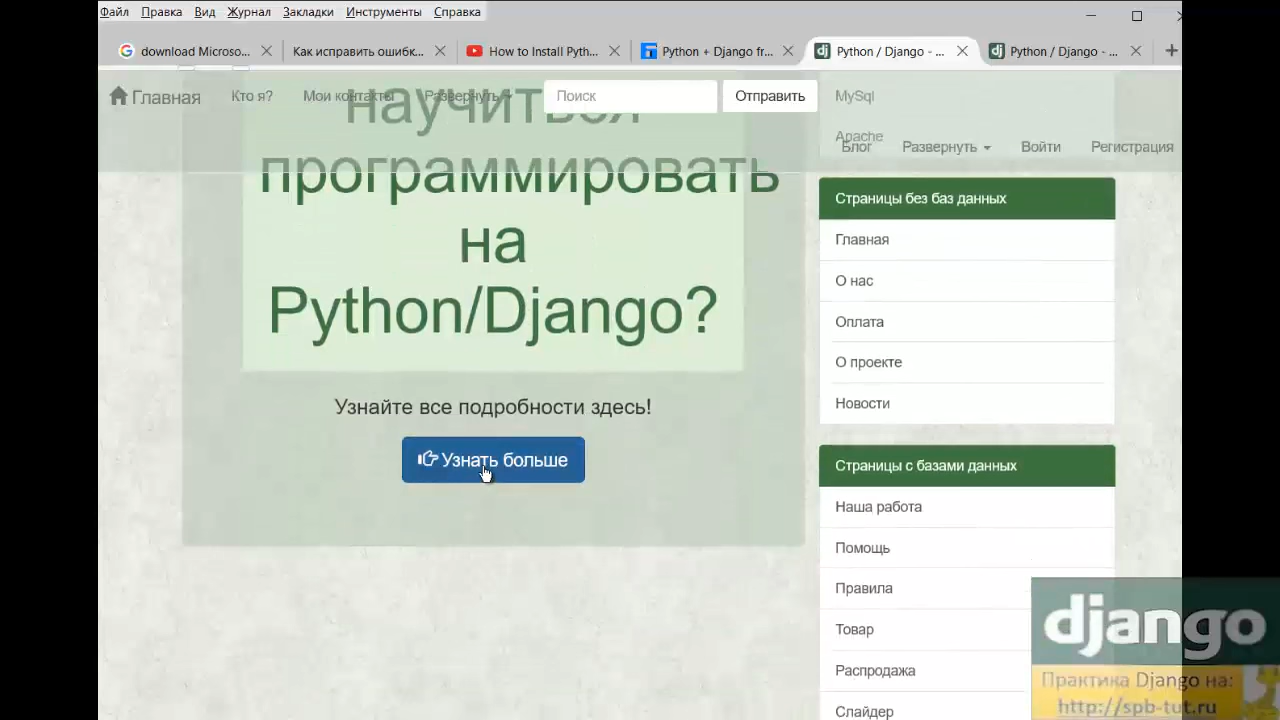 Файл Правка Вид Журнал Закладки Инструменты Справка
download Microso... Как исправить ошибк... How to Install Pyth... Python + Django fr... Python / Django - ... Python / Django - ...
Главная Кто я? Мои контакты Развернуть Поиск Отправить MySql
Apache
Блог Развернуть Войти Регистрация
научиться
программировать
на
Python/Django?
Узнайте все подробности здесь!
Узнать больше
Страницы без баз данных
Главная
О нас
Оплата
О проекте
Новости
Страницы с базами данных
Наша работа
Помощь
Правила
Товар
Распродажа
Слайдер
django
Практика Django на:
http://spb-tut.ru